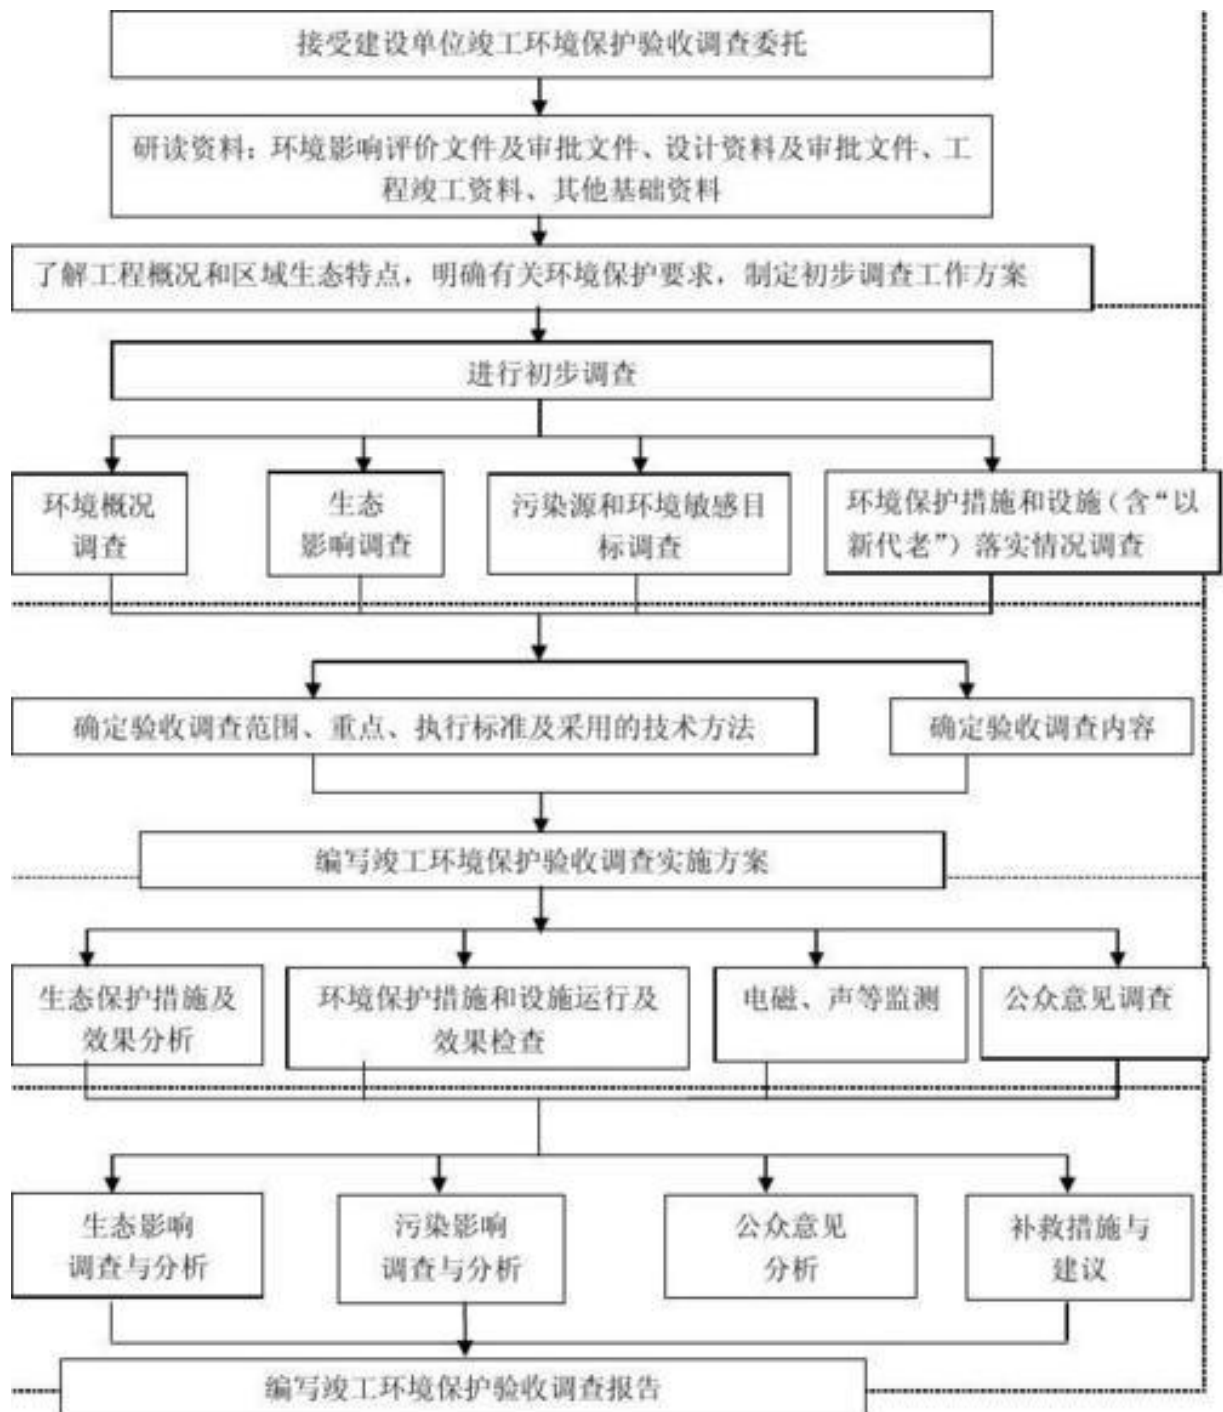 接受建设单位竣工环境保护验收调查委托
研读资料：环境影响评价文件及审批文件、设计资料及审批文件、工
程竣工资料、其他基础资料
了解工程概况和区域生态特点，明确有关环境保护要求，制定初步调查工作方案
进行初步调查
环境概况
调查
生态
影响调查
污染源和环境敏感目
标调查
环境保护措施和设施（含“以
新代老”）落实情况调查
确定验收调查范围、重点、执行标准及采用的技术方法
确定验收调查内容
编写竣工环境保护验收调查实施方案
生态保护措施及
效果分析
环境保护措施和设施运行及
效果检查
电磁、声等监测
公众意见调查
生态影响
调查与分析
污染影响
调查与分析
公众意见
分析
补救措施与
建议
编写竣工环境保护验收调查报告